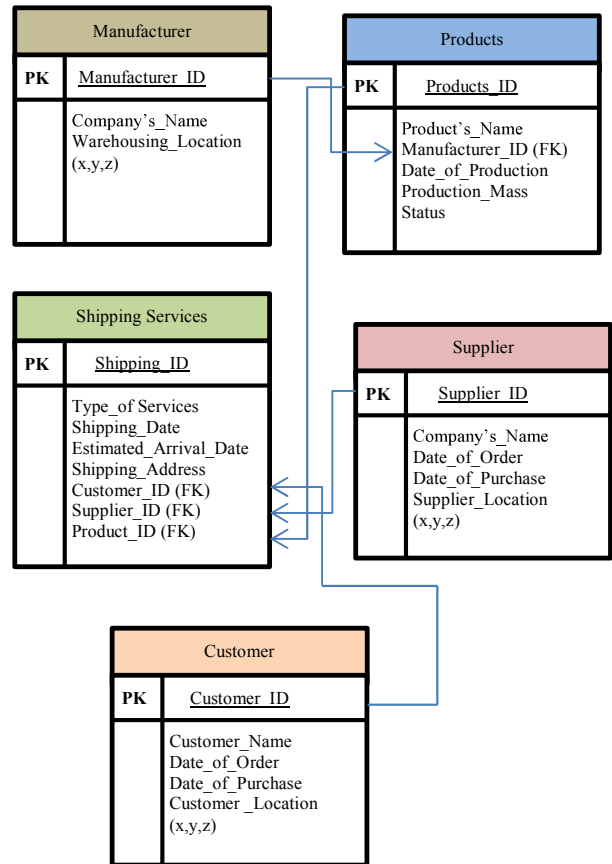 Manufacturer
PK Manufacturer_ID
Company's_Name
Warehousing_Location
(x,y,z)
Products
PK Products_ID
Product's_Name
Manufacturer_ID (FK)
Date_of_Production
Production_Mass
Status
Shipping Services
PK Shipping_ID
Type_of Services
Shipping_Date
Estimated_Arrival_Date
Shipping_Address
Customer_ID (FK)
Supplier_ID (FK)
Product_ID (FK)
Supplier
PK Supplier_ID
Company's_Name
Date_of_Order
Date_of_Purchase
Supplier_Location
(x,y,z)
Customer
PK Customer_ID
Customer_Name
Date_of_Order
Date_of_Purchase
Customer _Location
(x,y,z)